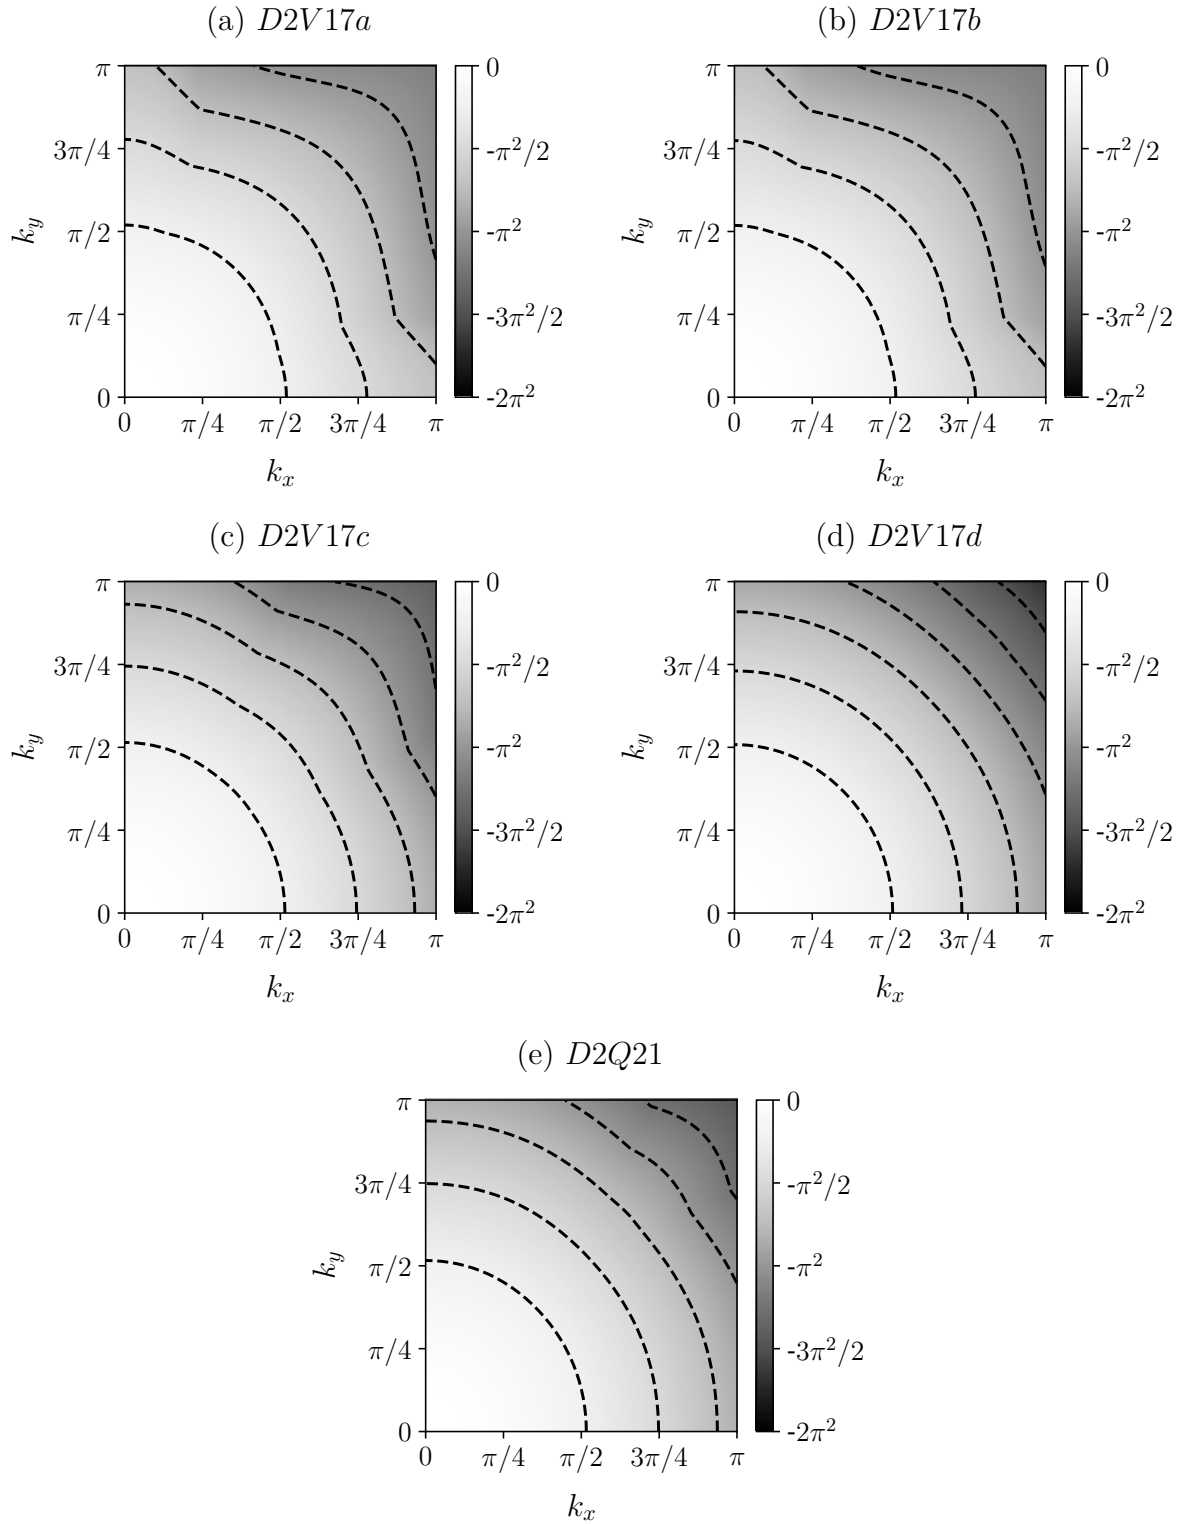 (a) D2V17a
(b) D2V17b
π
3π/4
π/2
π/4
0
k_y
0
π/4
π/2
3π/4
π
k_x
0
-π²/2
-π²
-3π²/2
-2π²
π
3π/4
π/2
π/4
0
k_y
0
π/4
π/2
3π/4
π
k_x
0
-π²/2
-π²
-3π²/2
-2π²
(c) D2V17c
(d) D2V17d
π
3π/4
π/2
π/4
0
k_y
0
π/4
π/2
3π/4
π
k_x
0
-π²/2
-π²
-3π²/2
-2π²
π
3π/4
π/2
π/4
0
k_y
0
π/4
π/2
3π/4
π
k_x
0
-π²/2
-π²
-3π²/2
-2π²
(e) D2Q21
π
3π/4
π/2
π/4
0
k_y
0
π/4
π/2
3π/4
π
k_x
0
-π²/2
-π²
-3π²/2
-2π²